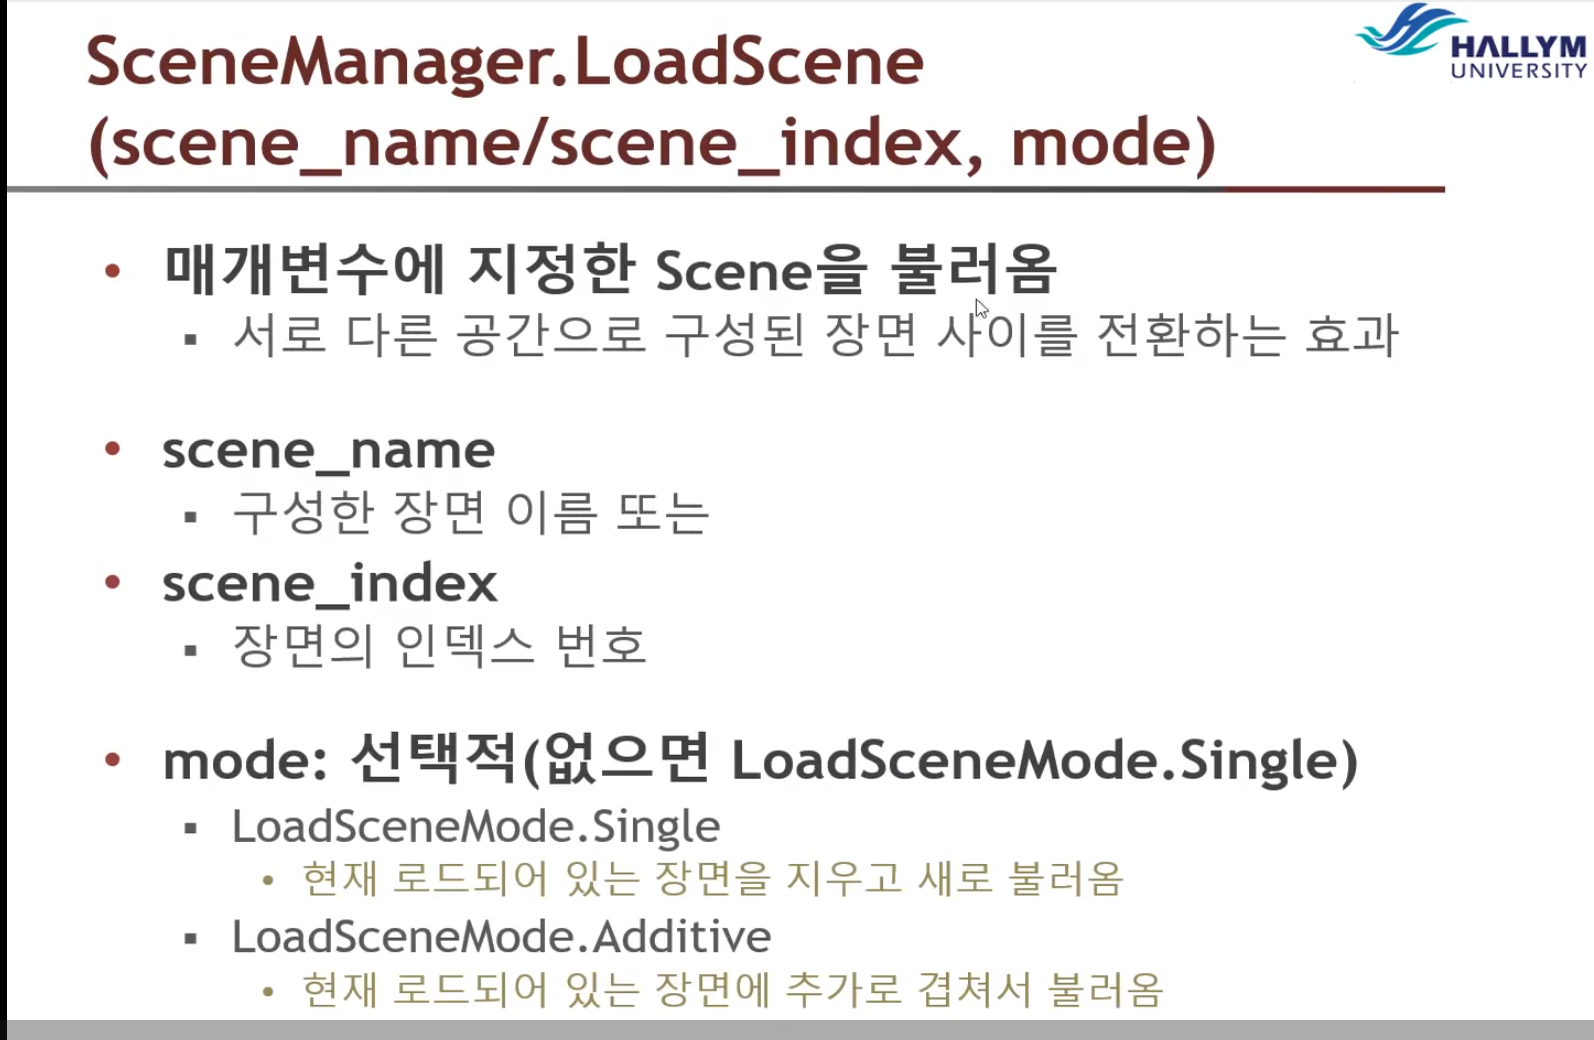 SceneManager.LoadScene
(scene_name/scene_index, mode)
HALLYM
UNIVERSITY
• 매개변수에 지정한 Scene을 불러옴
▪ 서로 다른 공간으로 구성된 장면 사이를 전환하는 효과
• scene_name
▪ 구성한 장면 이름 또는
• scene_index
▪ 장면의 인덱스 번호
• mode: 선택적(없으면 LoadSceneMode.Single)
▪ LoadSceneMode.Single
• 현재 로드되어 있는 장면을 지우고 새로 불러옴
▪ LoadSceneMode.Additive
• 현재 로드되어 있는 장면에 추가로 겹쳐서 불러옴